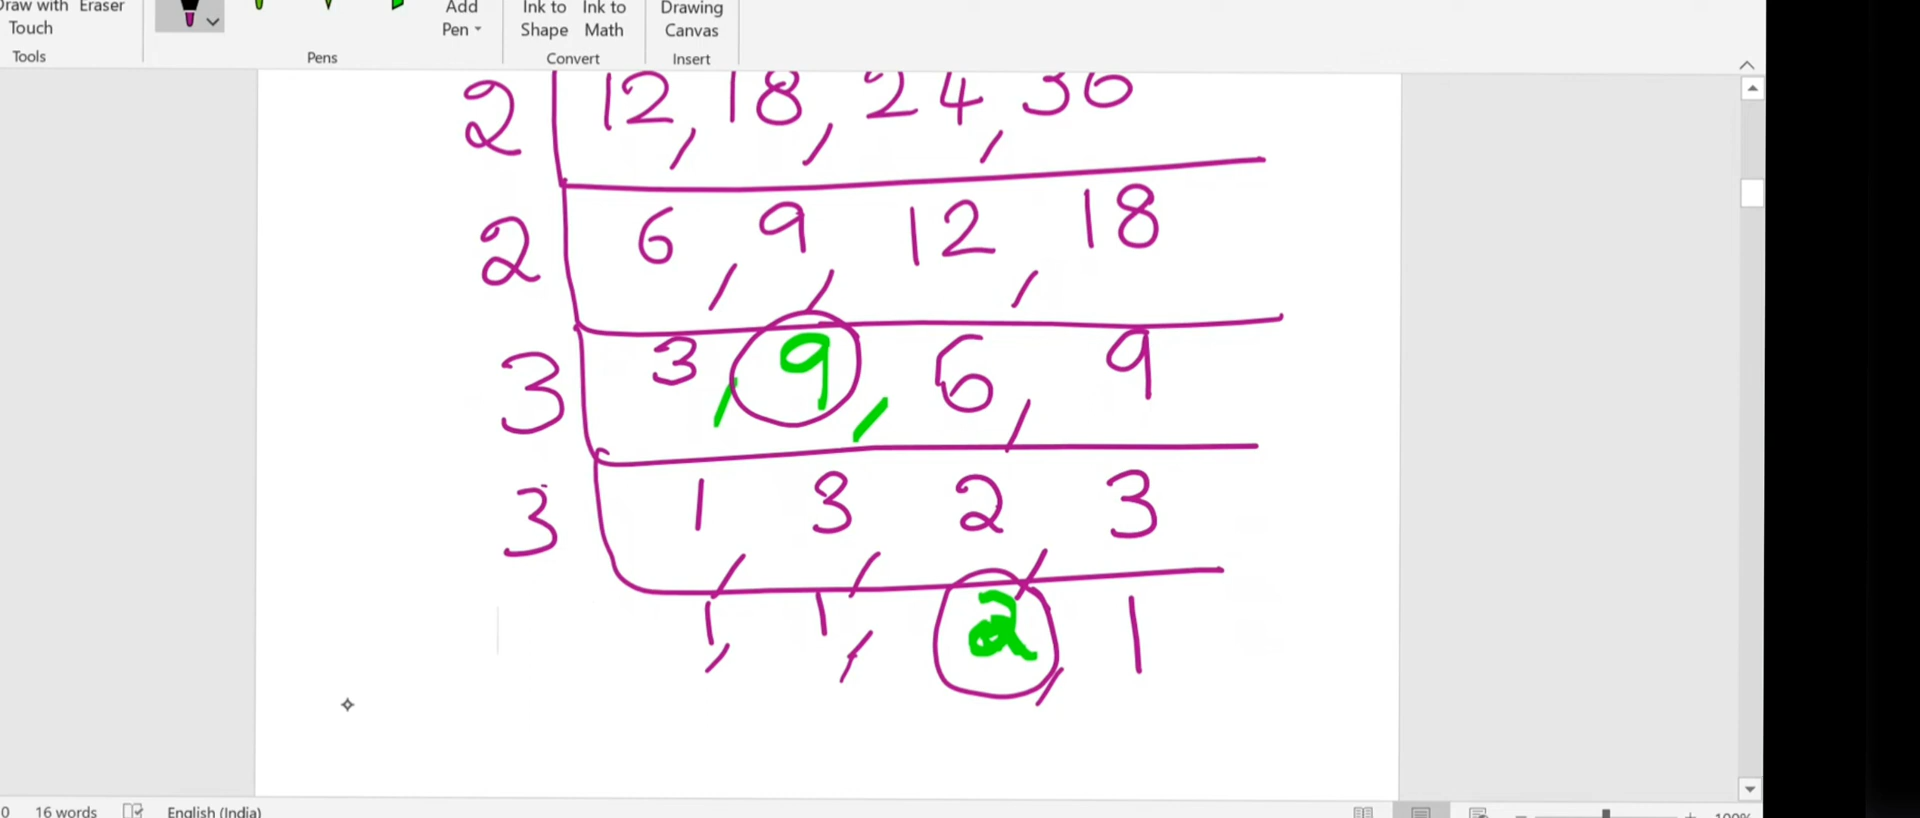 Draw with Eraser
Touch
Add
Pen
Ink to
Shape
Ink to
Math
Drawing
Canvas
Tools
Pens
Convert
Insert
2 12, 18, 24, 36
2 6, 9, 12, 18
3 3, 9, 6, 9
3 1, 3, 2, 3
1, 1, 2, 1
0 16 words English (India) 100%